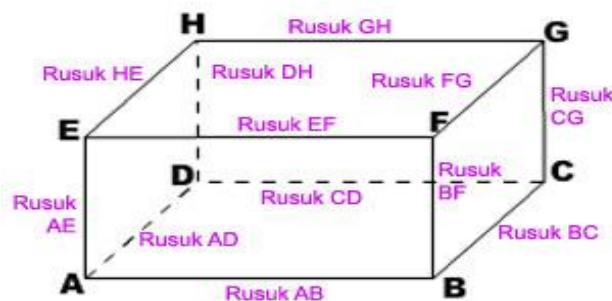 H
Rusuk GH
G
Rusuk HE
Rusuk DH
Rusuk FG
Rusuk
CG
E
Rusuk EF
F
D
Rusuk CD
Rusuk
BF
C
Rusuk
AE
Rusuk AD
Rusuk BC
A
Rusuk AB
B